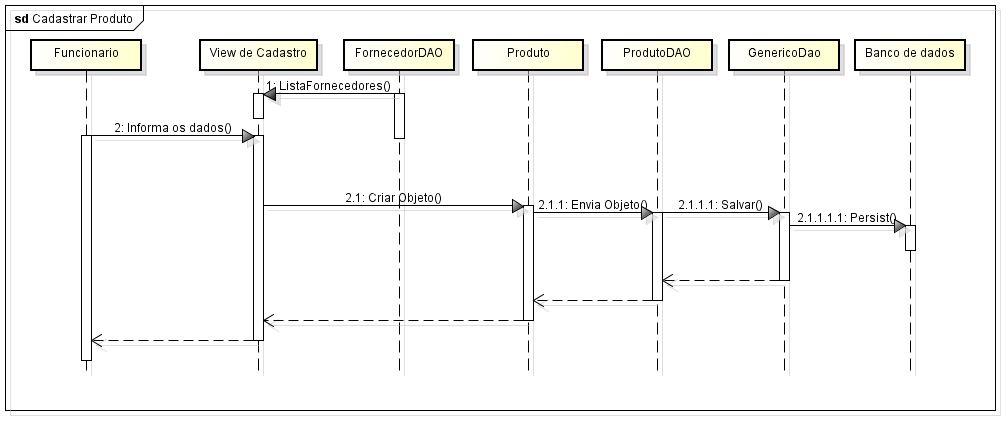 sd Cadastrar Produto
Funcionario
View de Cadastro
FornecedorDAO
Produto
ProdutoDAO
GenericoDao
Banco de dados
1: ListaFornecedores()
2: Informa os dados()
2.1: Criar Objeto()
2.1.1: Envia Objeto()
2.1.1.1: Salvar()
2.1.1.1.1: Persist()